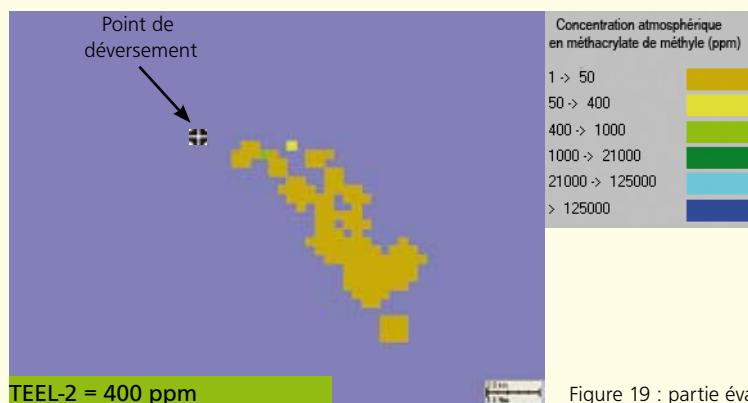 Point de
déversement
Concentration atmosphérique
en méthacrylate de méthyle (ppm)
1 -> 50
50 -> 400
400 -> 1000
1000 -> 21000
21000 -> 125000
> 125000
TEEL-2 = 400 ppm
Figure 19 : partie éva